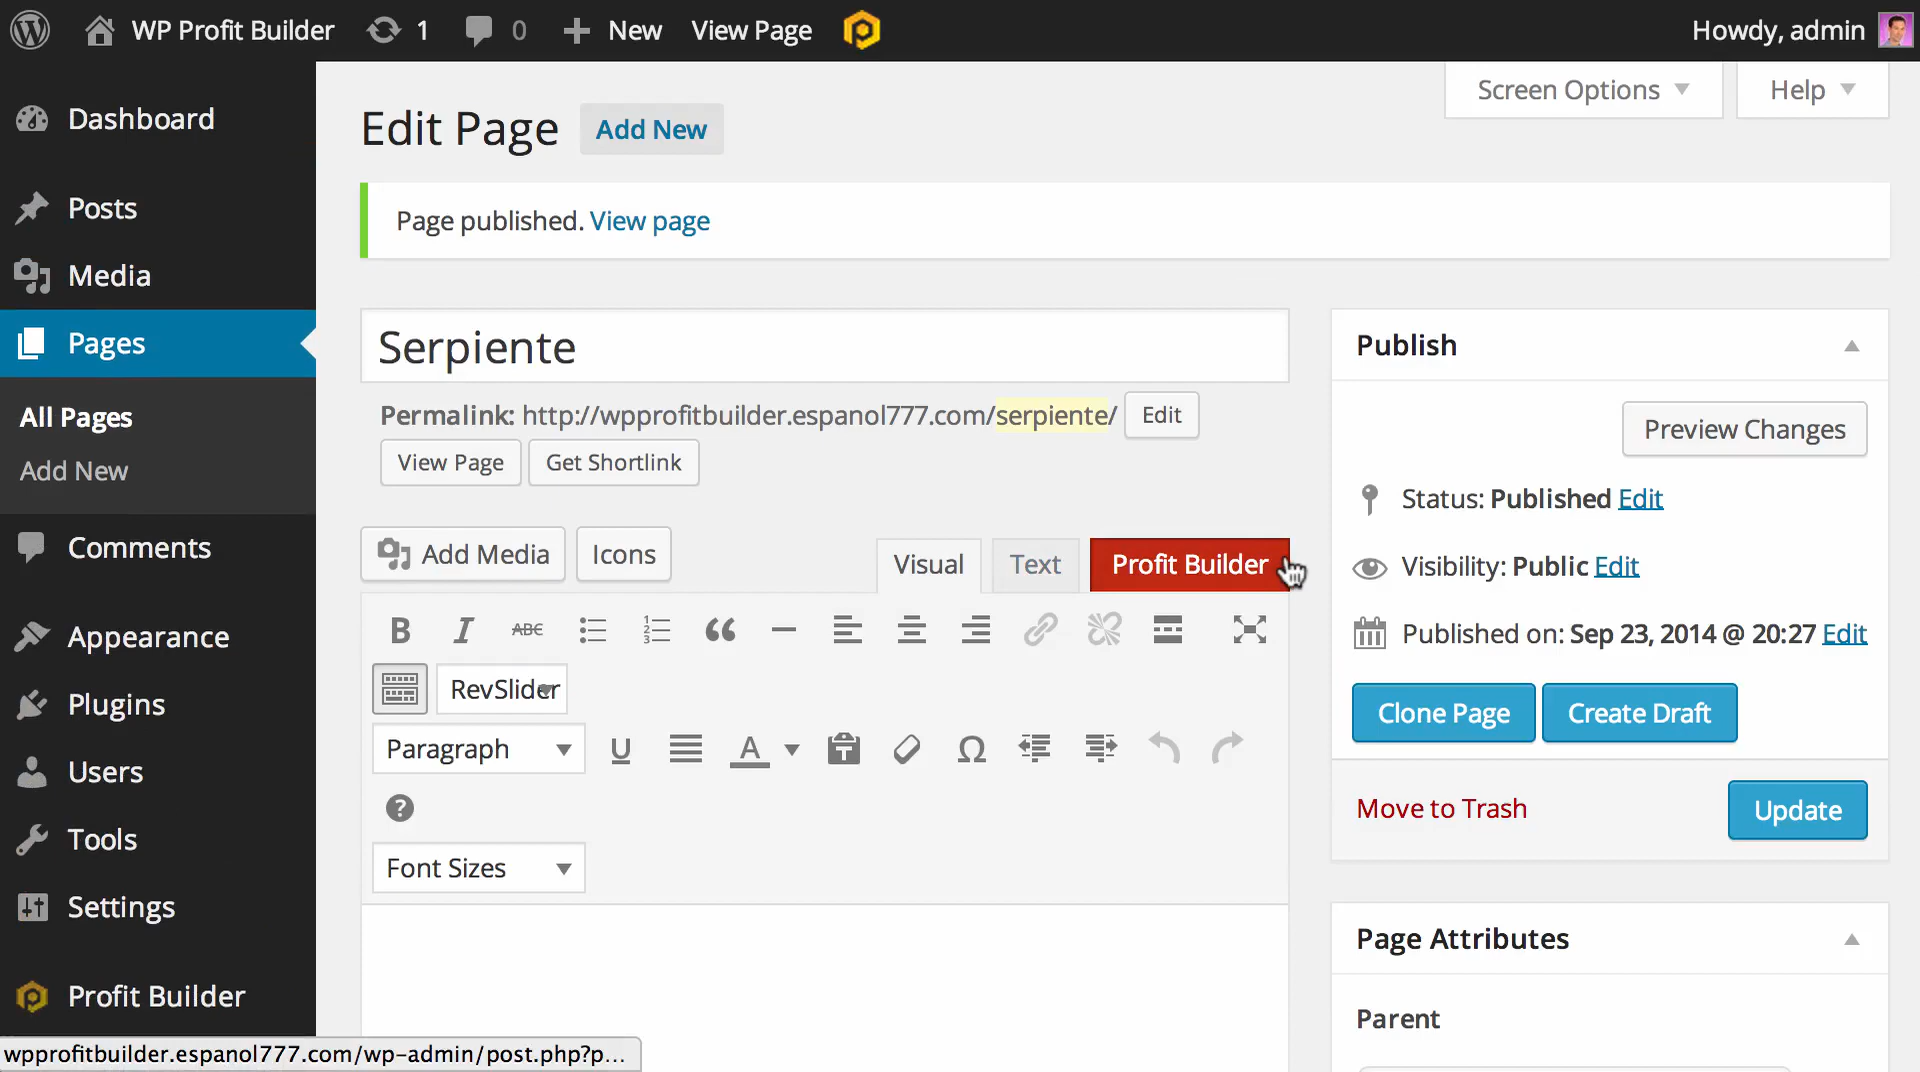 WP Profit Builder 1 0 New View Page Howdy, admin
Screen Options Help
Dashboard
Posts
Media
Pages
All Pages
Add New
Comments
Appearance
Plugins
Users
Tools
Settings
Profit Builder
Edit Page Add New
Page published. View page
Serpiente
Permalink: http://wpprofitbuilder.espanol777.com/serpiente/ Edit
View Page Get Shortlink
Add Media Icons Visual Text Profit Builder
B I ABC
RevSlider
Paragraph U A Ω
?
Font Sizes
Publish
Preview Changes
Status: Published Edit
Visibility: Public Edit
Published on: Sep 23, 2014 @ 20:27 Edit
Clone Page Create Draft
Move to Trash Update
Page Attributes
Parent
wpprofitbuilder.espanol777.com/wp-admin/post.php?p...